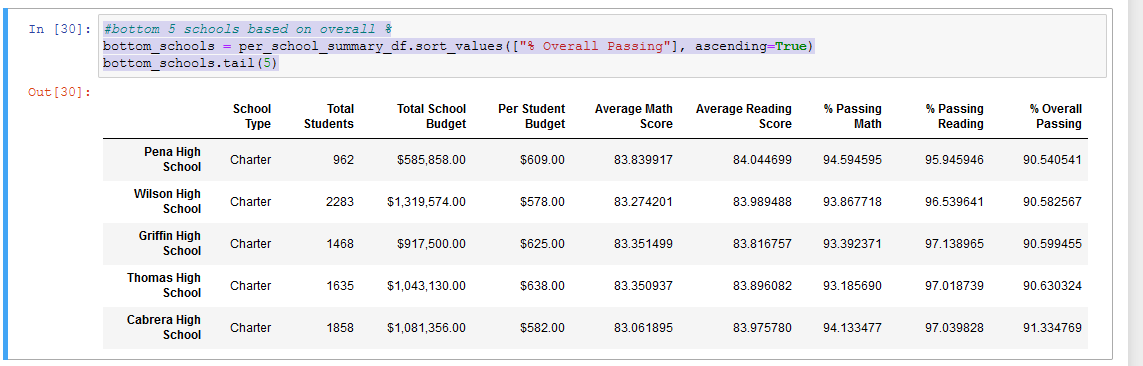 In [30]: #bottom 5 schools based on overall %
bottom_schools = per_school_summary_df.sort_values(["% Overall Passing"], ascending=True)
bottom_schools.tail(5)
Out[30]:
School Type Total Students Total School Budget Per Student Budget Average Math Score Average Reading Score % Passing Math % Passing Reading % Overall Passing
Pena High School Charter 962 $585,858.00 $609.00 83.839917 84.044699 94.594595 95.945946 90.540541
Wilson High School Charter 2283 $1,319,574.00 $578.00 83.274201 83.989488 93.867718 96.539641 90.582567
Griffin High School Charter 1468 $917,500.00 $625.00 83.351499 83.816757 93.392371 97.138965 90.599455
Thomas High School Charter 1635 $1,043,130.00 $638.00 83.350937 83.896082 93.185690 97.018739 90.630324
Cabrera High School Charter 1858 $1,081,356.00 $582.00 83.061895 83.975780 94.133477 97.039828 91.334769